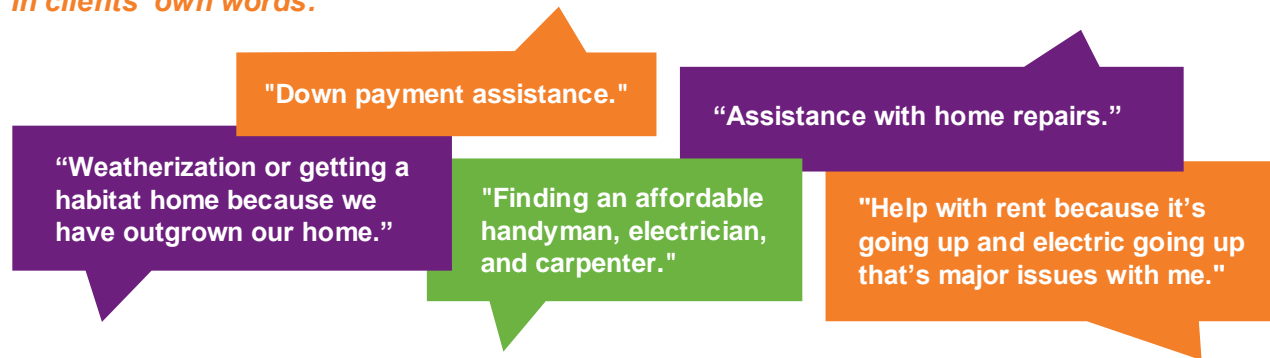 In clients' own words:
"Down payment assistance."
“Assistance with home repairs.”
“Weatherization or getting a
habitat home because we
have outgrown our home.”
"Finding an affordable
handyman, electrician,
and carpenter."
"Help with rent because it’s
going up and electric going up
that’s major issues with me."